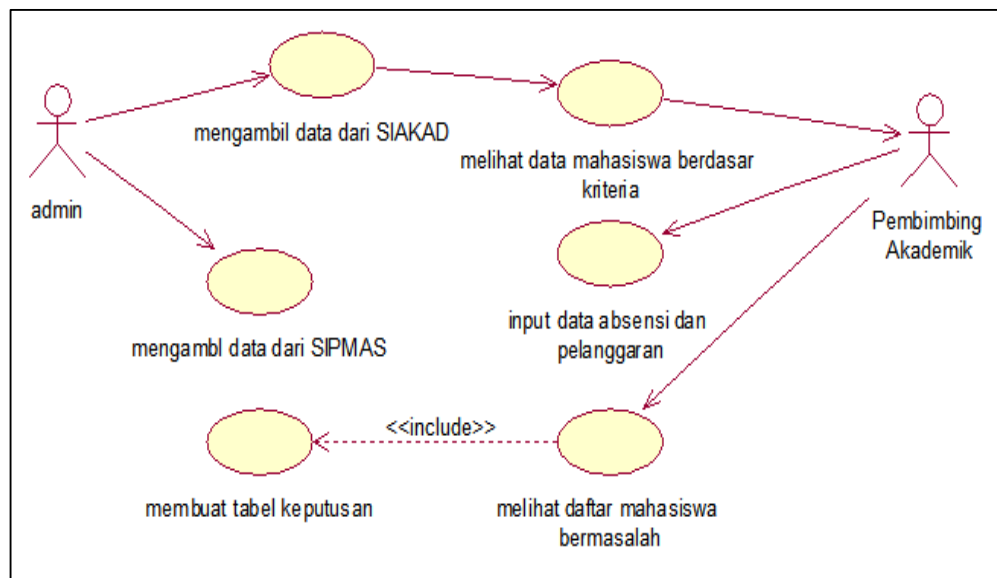 mengambil data dari SIAKAD
melihat data mahasiswa berdasar
kriteria
admin
Pembimbing
Akademik
mengambl data dari SIPMAS
input data absensi dan
pelanggaran
<<include>>
membuat tabel keputusan
melihat daftar mahasiswa
bermasalah